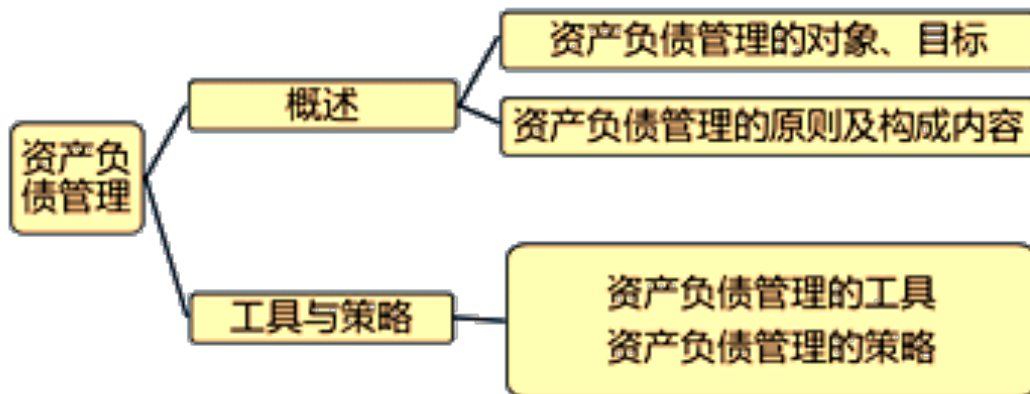 资产负债管理的对象、目标
概述
资产负债管理的原则及构成内容
资产负
债管理
工具与策略
资产负债管理的工具
资产负债管理的策略